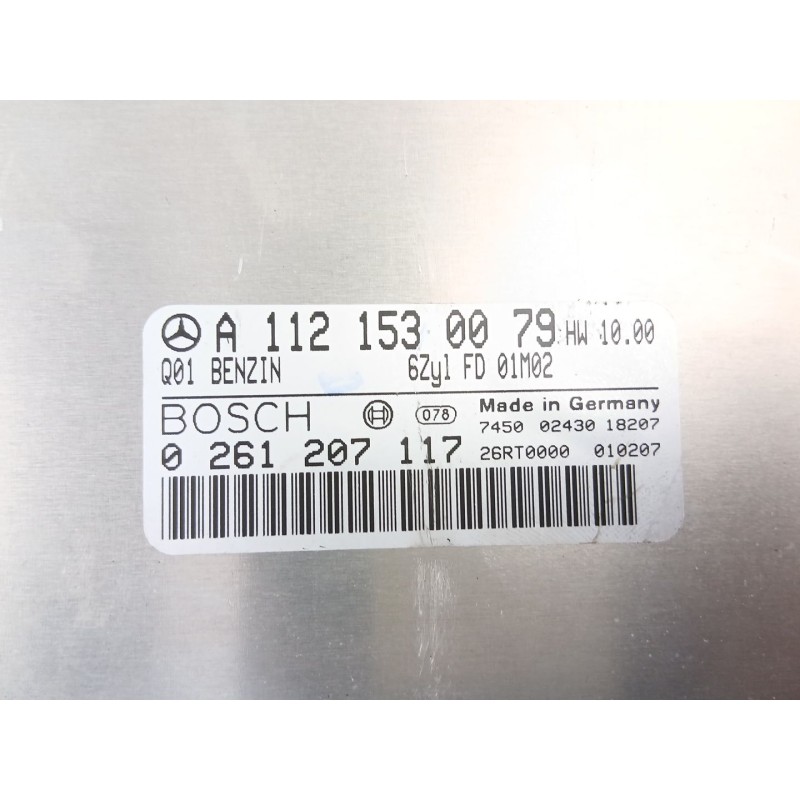 A 112 153 00 79 HW 10.00
Q01 BENZIN 6Zyl FD 01M02
BOSCH 078 Made in Germany
7450 02430 18207
0 261 207 117 26RT0000 010207